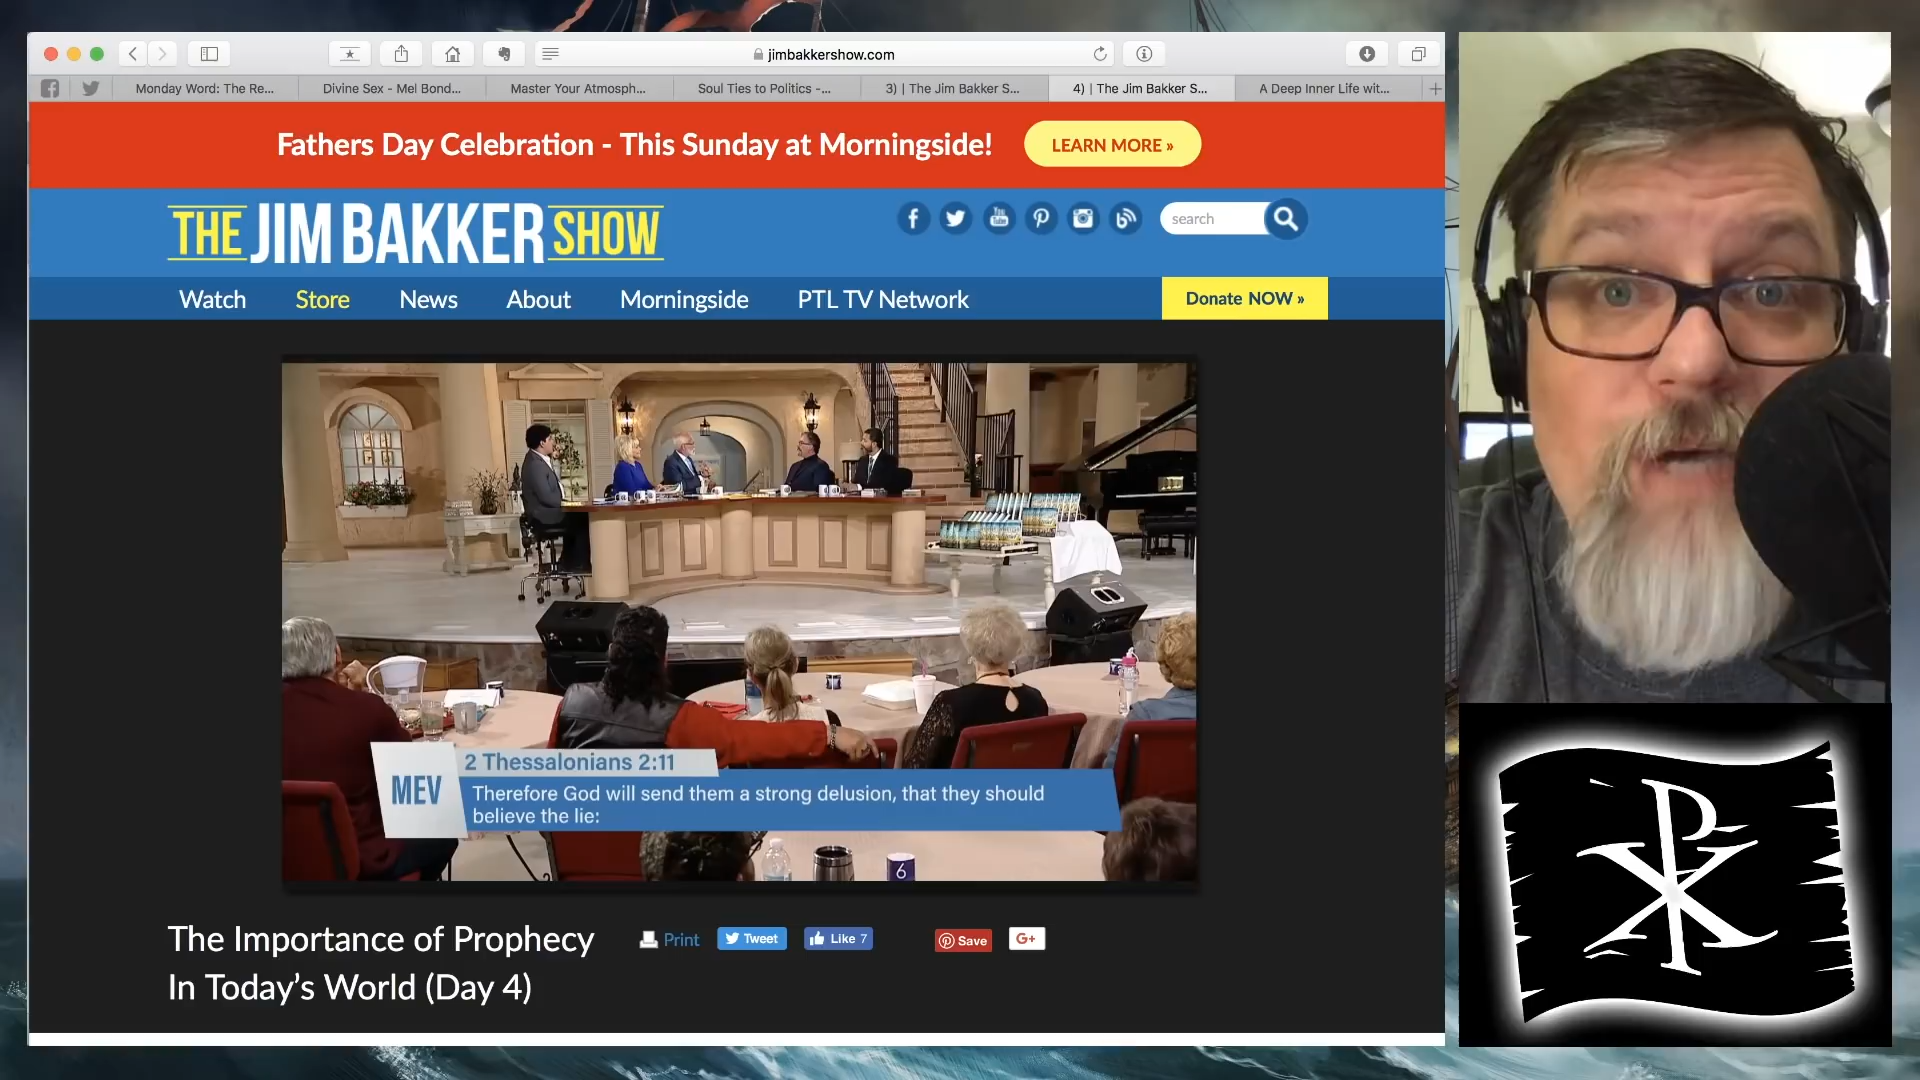 jimbakkershow.com
Monday Word: The Re...
Divine Sex - Mel Bond...
Master Your Atmosph...
Soul Ties to Politics -...
3) | The Jim Bakker S...
4) | The Jim Bakker S...
A Deep Inner Life wit...
Fathers Day Celebration - This Sunday at Morningside!
LEARN MORE »
THE JIM BAKKER SHOW
You
Tube
search
Watch
Store
News
About
Morningside
PTL TV Network
Donate NOW »
MEV
2 Thessalonians 2:11
Therefore God will send them a strong delusion, that they should
believe the lie:
6
The Importance of Prophecy
In Today’s World (Day 4)
Print
Tweet
Like 7
Save
G+